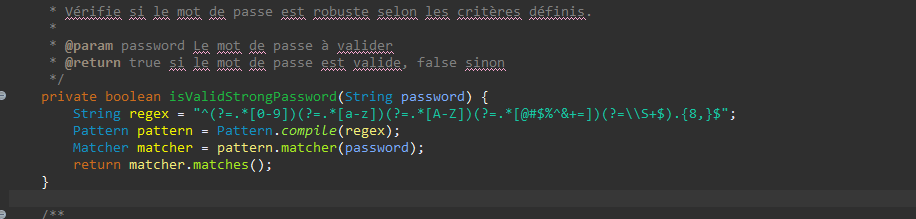 * Vérifie si le mot de passe est robuste selon les critères définis.
*
* @param password Le mot de passe à valider
* @return true si le mot de passe est valide, false sinon
*/
private boolean isValidStrongPassword(String password) {
String regex = "^(?=.*[0-9])(?=.*[a-z])(?=.*[A-Z])(?=.*[@#$%^&+=])(?=\\S+$).{8,}$";
Pattern pattern = Pattern.compile(regex);
Matcher matcher = pattern.matcher(password);
return matcher.matches();
}
/**